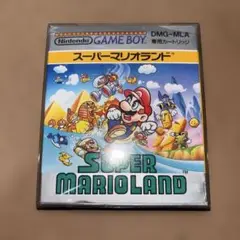 Nintendo GAME BOY
DMG-MLA
専用カートリッジ
スーパーマリオランド
SUPER
MARIOLAND